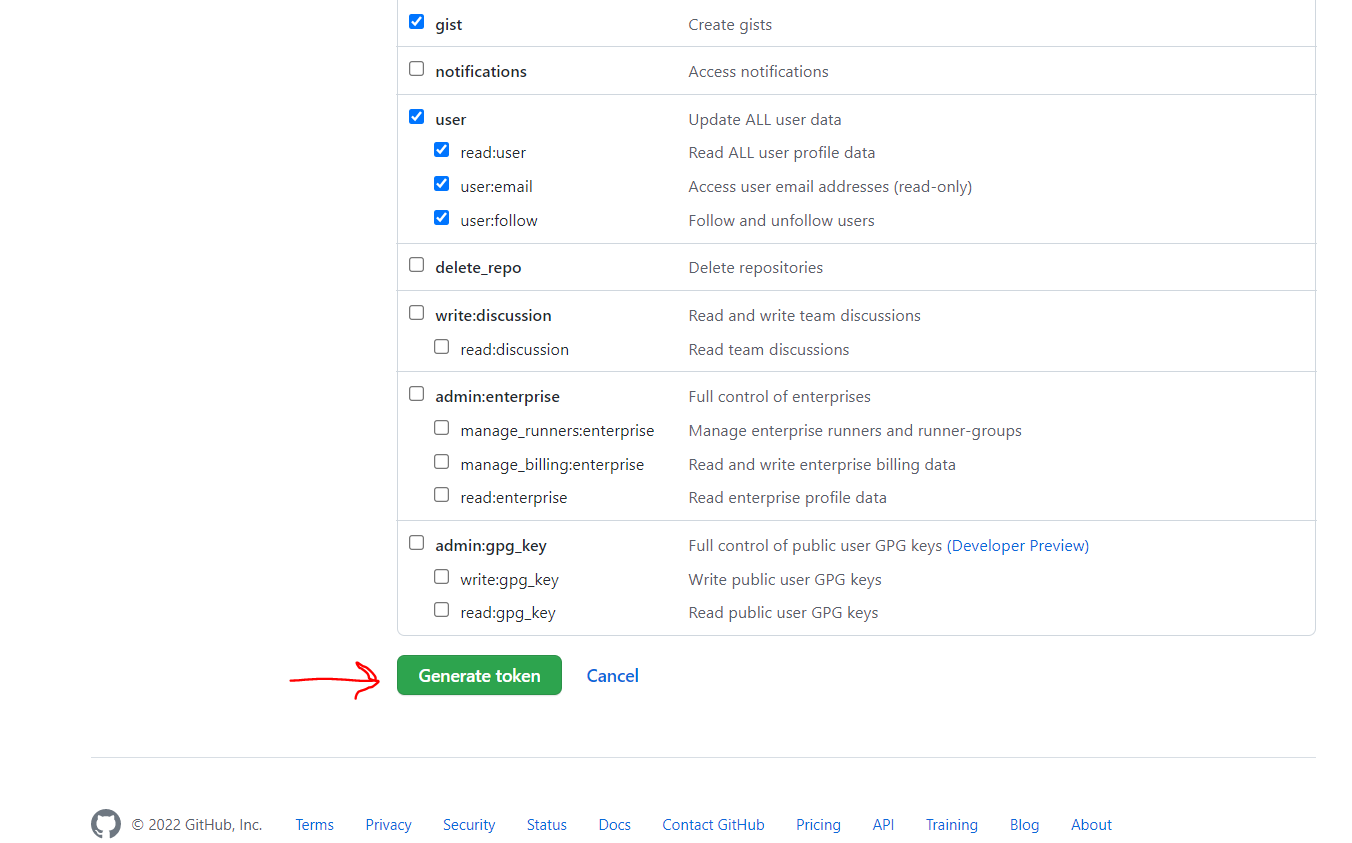 gist Create gists
notifications Access notifications
user Update ALL user data
read:user Read ALL user profile data
user:email Access user email addresses (read-only)
user:follow Follow and unfollow users
delete_repo Delete repositories
write:discussion Read and write team discussions
read:discussion Read team discussions
admin:enterprise Full control of enterprises
manage_runners:enterprise Manage enterprise runners and runner-groups
manage_billing:enterprise Read and write enterprise billing data
read:enterprise Read enterprise profile data
admin:gpg_key Full control of public user GPG keys (Developer Preview)
write:gpg_key Write public user GPG keys
read:gpg_key Read public user GPG keys
Generate token Cancel
© 2022 GitHub, Inc. Terms Privacy Security Status Docs Contact GitHub Pricing API Training Blog About